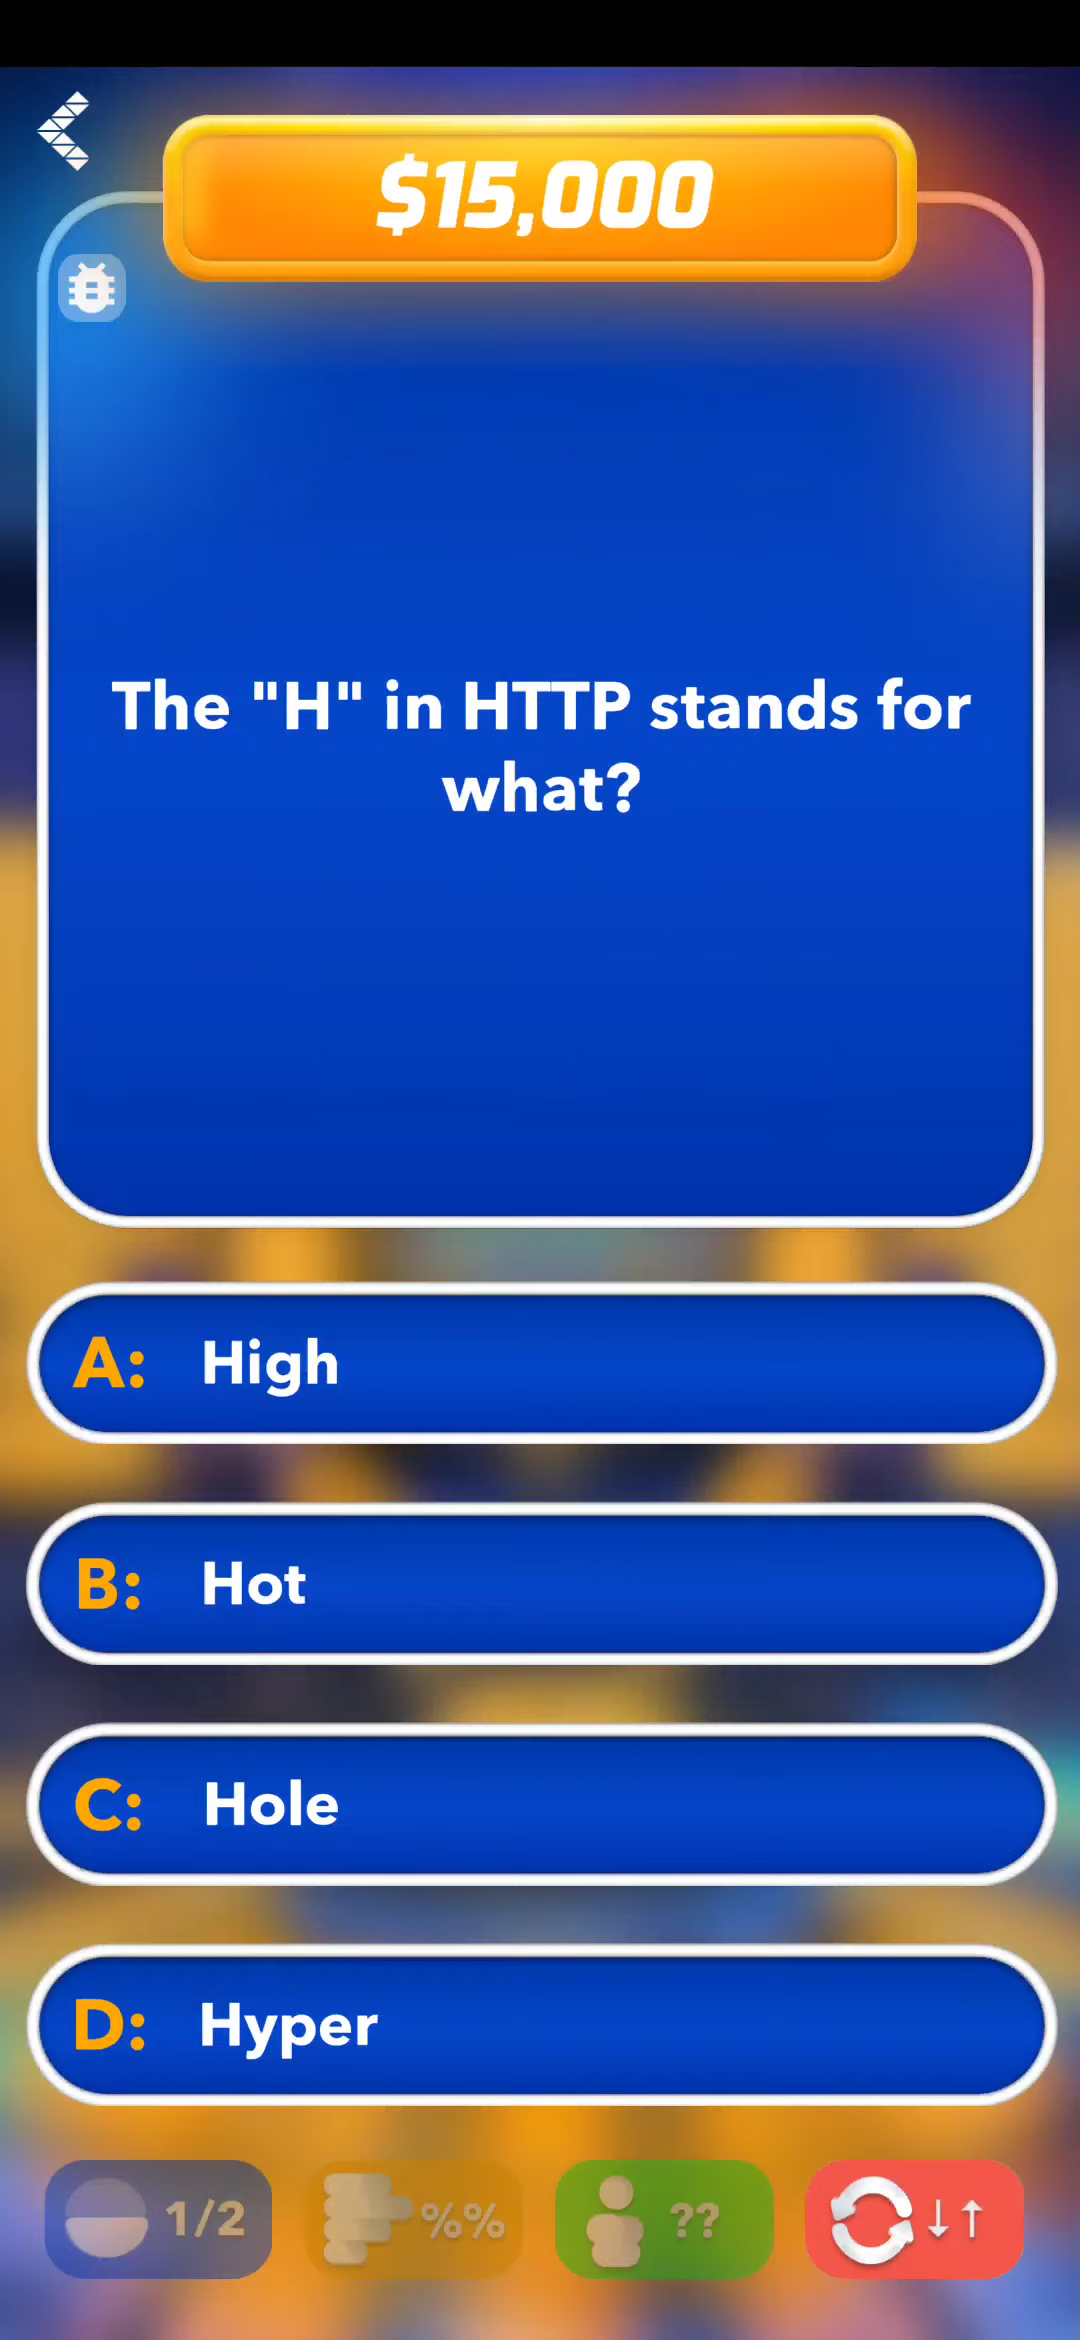 $15,000
The "H" in HTTP stands for
what?
A: High
B: Hot
C: Hole
D: Hyper
1/2
%%
??
↓↑